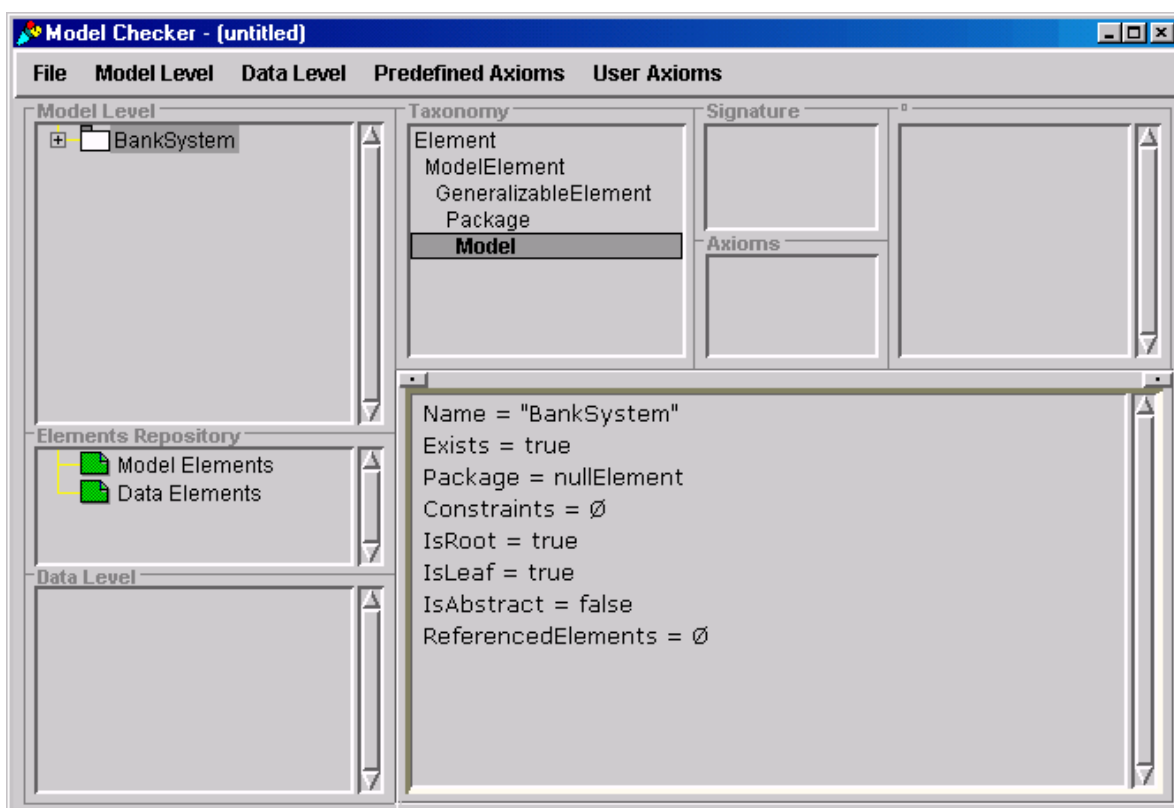 Model Checker - (untitled)
File Model Level Data Level Predefined Axioms User Axioms
Model Level
BankSystem
Elements Repository
Model Elements
Data Elements
Data Level
Taxonomy
Element
ModelElement
GeneralizableElement
Package
Model
Signature
Axioms
Name = "BankSystem"
Exists = true
Package = nullElement
Constraints = Ø
IsRoot = true
IsLeaf = true
IsAbstract = false
ReferencedElements = Ø